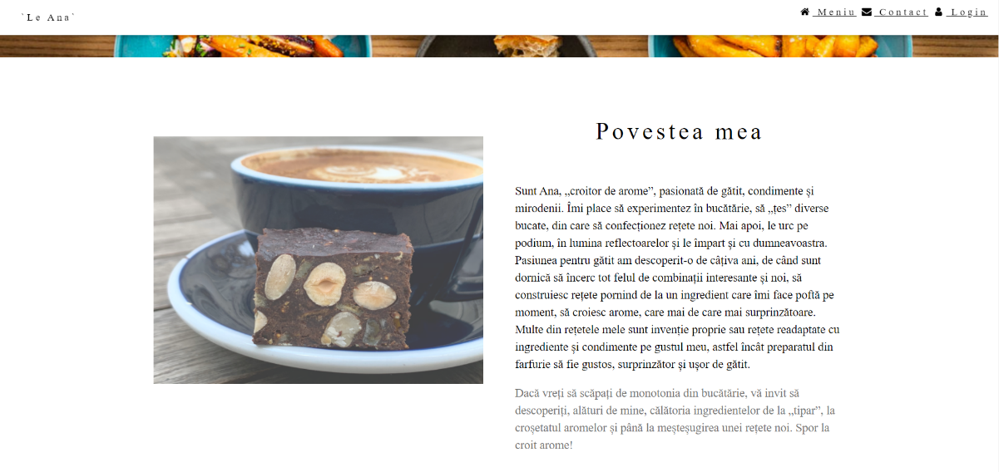 `Le Ana`
Meniu Contact Login
Povestea mea
Sunt Ana, „croitor de arome”, pasionată de gătit, condimente și
mirodenii. Îmi place să experimentez în bucătărie, să „țes” diverse
bucate, din care să confecționez rețete noi. Mai apoi, le urc pe
podium, în lumina reflectoarelor și le împart și cu dumneavoastra.
Pasiunea pentru gătit am descoperit-o de câțiva ani, de când sunt
dornică să încerc tot felul de combinații interesante și noi, să
construiesc rețete pornind de la un ingredient care îmi face poftă pe
moment, să croiesc arome, care mai de care mai surprinzătoare.
Multe din rețetele mele sunt invenție proprie sau rețete readaptate cu
ingrediente și condimente pe gustul meu, astfel încât preparatul din
farfurie să fie gustos, surprinzător și ușor de gătit.
Dacă vreți să scăpați de monotonia din bucătărie, vă invit să
descoperiți, alături de mine, călătoria ingredientelor de la „tipar”, la
croșetatul aromelor și până la meșteșugirea unei rețete noi. Spor la
croit arome!